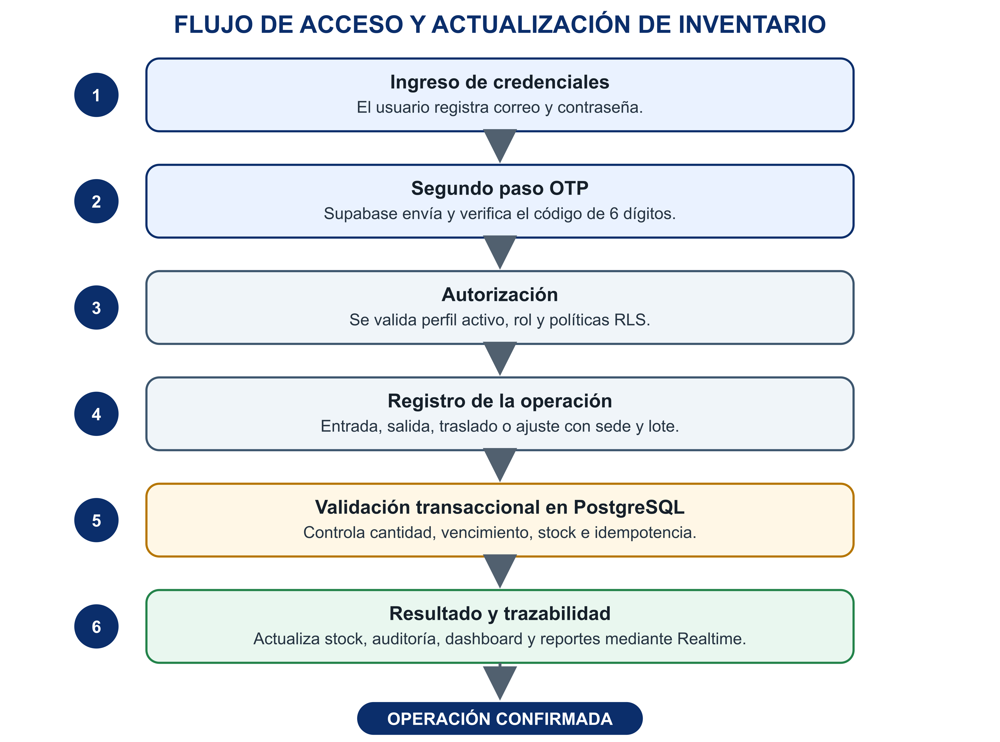 FLUJO DE ACCESO Y ACTUALIZACIÓN DE INVENTARIO
1
Ingreso de credenciales
El usuario registra correo y contraseña.
2
Segundo paso OTP
Supabase envía y verifica el código de 6 dígitos.
3
Autorización
Se valida perfil activo, rol y políticas RLS.
4
Registro de la operación
Entrada, salida, traslado o ajuste con sede y lote.
5
Validación transaccional en PostgreSQL
Controla cantidad, vencimiento, stock e idempotencia.
6
Resultado y trazabilidad
Actualiza stock, auditoría, dashboard y reportes mediante Realtime.
OPERACIÓN CONFIRMADA